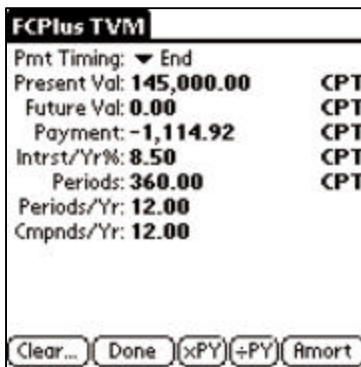 FCPlus TVM
Pmt Timing: End
Present Val: 145,000.00 CPT
Future Val: 0.00 CPT
Payment: -1,114.92 CPT
Intrst/Yr%: 8.50 CPT
Periods: 360.00 CPT
Periods/Yr: 12.00
Cmpnds/Yr: 12.00
Clear... Done ×PY ÷PY Amort